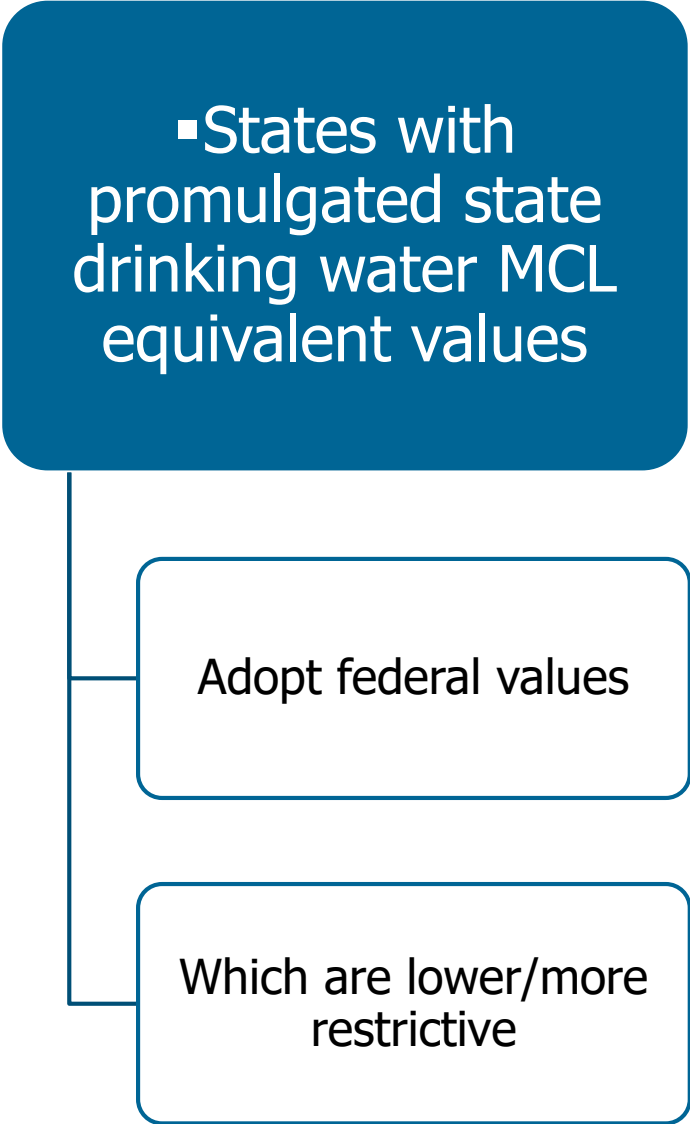 ▪States with
promulgated state
drinking water MCL
equivalent values
Adopt federal values
Which are lower/more
restrictive